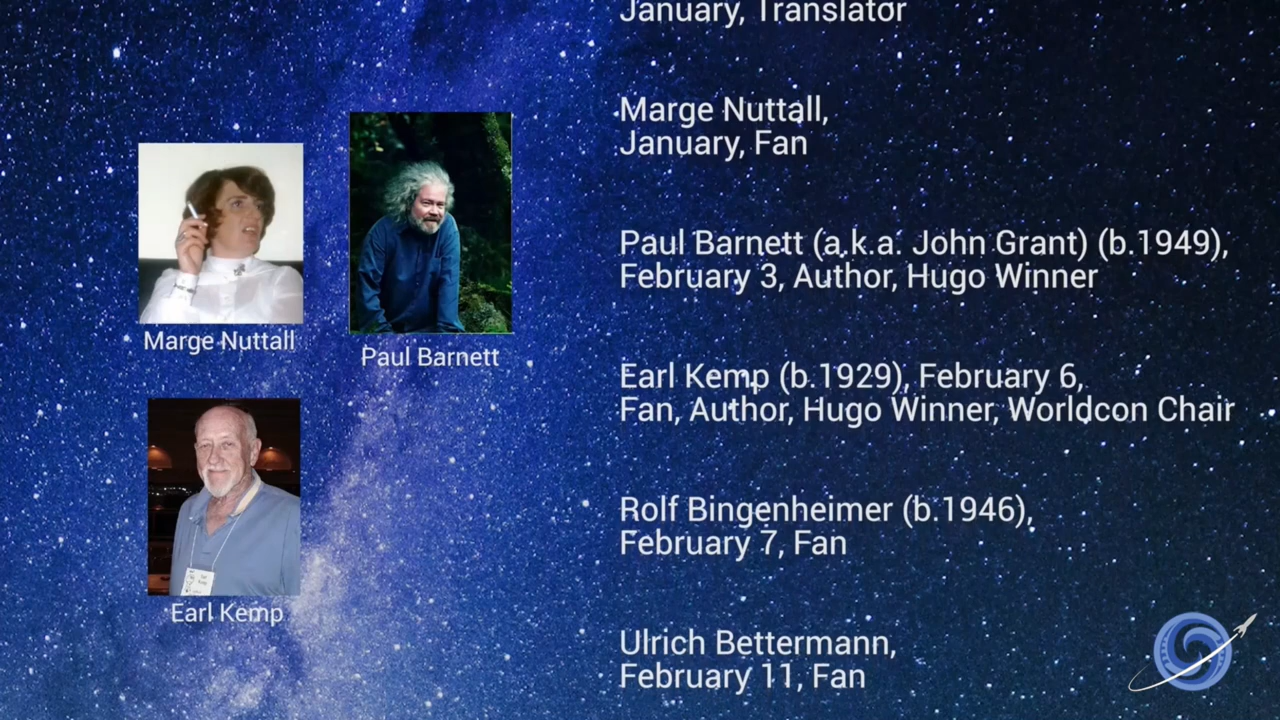 January, Translator
Marge Nuttall,
January, Fan
Paul Barnett (a.k.a. John Grant) (b.1949),
February 3, Author, Hugo Winner
Earl Kemp (b.1929), February 6,
Fan, Author, Hugo Winner, Worldcon Chair
Rolf Bingenheimer (b.1946),
February 7, Fan
Ulrich Bettermann,
February 11, Fan
Marge Nuttall
Paul Barnett
Earl Kemp